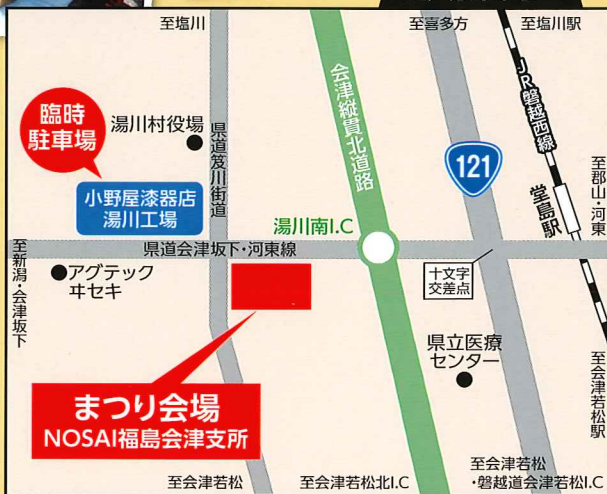 至塩川
至喜多方
至塩川駅
臨時
駐車場
湯川村役場
県道笈川街道
会津縦貫北道路
JR磐越西線
121
至郡山・河東
堂島駅
小野屋漆器店
湯川工場
湯川南I.C
県道会津坂下・河東線
至新潟・会津坂下
アグテック
ヰセキ
十文字
交差点
県立医療
センター
まつり会場
NOSAI福島会津支所
至会津若松駅
至会津若松
至会津若松北I.C
至会津若松
・磐越道会津若松I.C